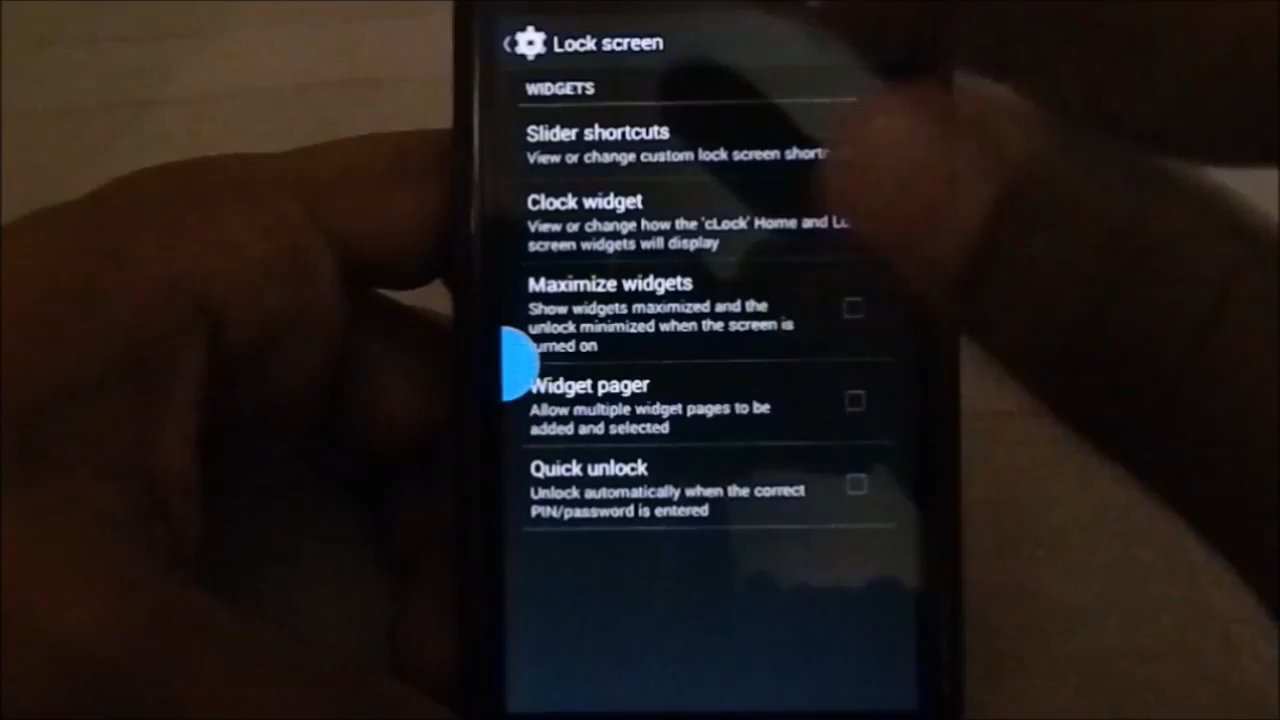 Lock screen
WIDGETS
Slider shortcuts
View or change custom lock screen
Clock widget
View or change how the 'cLock' Home and
screen widgets will display
Maximize widgets
Show widgets maximized and the
unlock minimized when the screen is
turned on
Widget pager
Allow multiple widget pages to be
added and selected
Quick unlock
Unlock automatically when the correct
PIN/password is entered